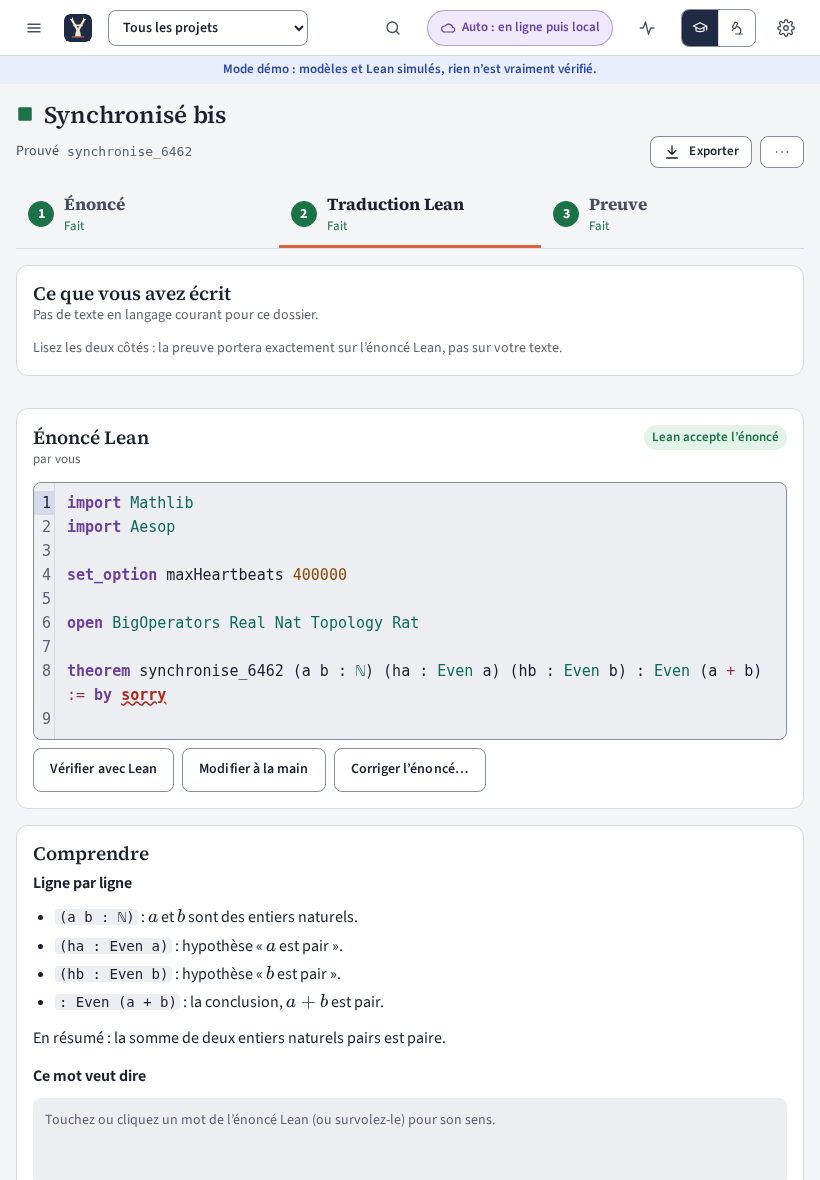 Tous les projets
Auto : en ligne puis local
Mode démo : modèles et Lean simulés, rien n’est vraiment vérifié.
Synchronisé bis
Prouvé synchronise_6462
Exporter
···
1 Énoncé
Fait
2 Traduction Lean
Fait
3 Preuve
Fait
Ce que vous avez écrit
Pas de texte en langage courant pour ce dossier.
Lisez les deux côtés : la preuve portera exactement sur l’énoncé Lean, pas sur votre texte.
Énoncé Lean
Lean accepte l’énoncé
par vous
1 import Mathlib
2 import Aesop
3
4 set_option maxHeartbeats 400000
5
6 open BigOperators Real Nat Topology Rat
7
8 theorem synchronise_6462 (a b : ℕ) (ha : Even a) (hb : Even b) : Even (a + b)
:= by sorry
9
Vérifier avec Lean
Modifier à la main
Corriger l’énoncé…
Comprendre
Ligne par ligne
• (a b : ℕ) : a et b sont des entiers naturels.
• (ha : Even a) : hypothèse « a est pair ».
• (hb : Even b) : hypothèse « b est pair ».
• : Even (a + b) : la conclusion, a + b est pair.
En résumé : la somme de deux entiers naturels pairs est paire.
Ce mot veut dire
Touchez ou cliquez un mot de l’énoncé Lean (ou survolez-le) pour son sens.